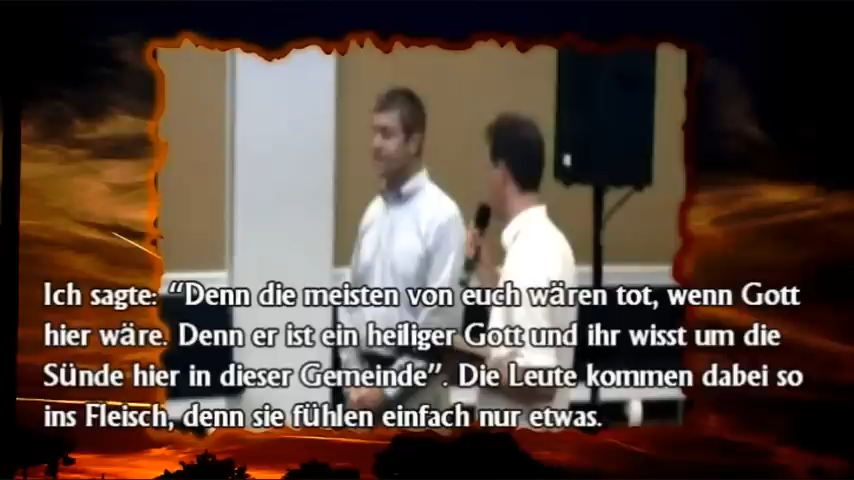 Ich sagte: “Denn die meisten von euch wären tot, wenn Gott
hier wäre. Denn er ist ein heiliger Gott und ihr wisst um die
Sünde hier in dieser Gemeinde”. Die Leute kommen dabei so
ins Fleisch, denn sie fühlen einfach nur etwas.